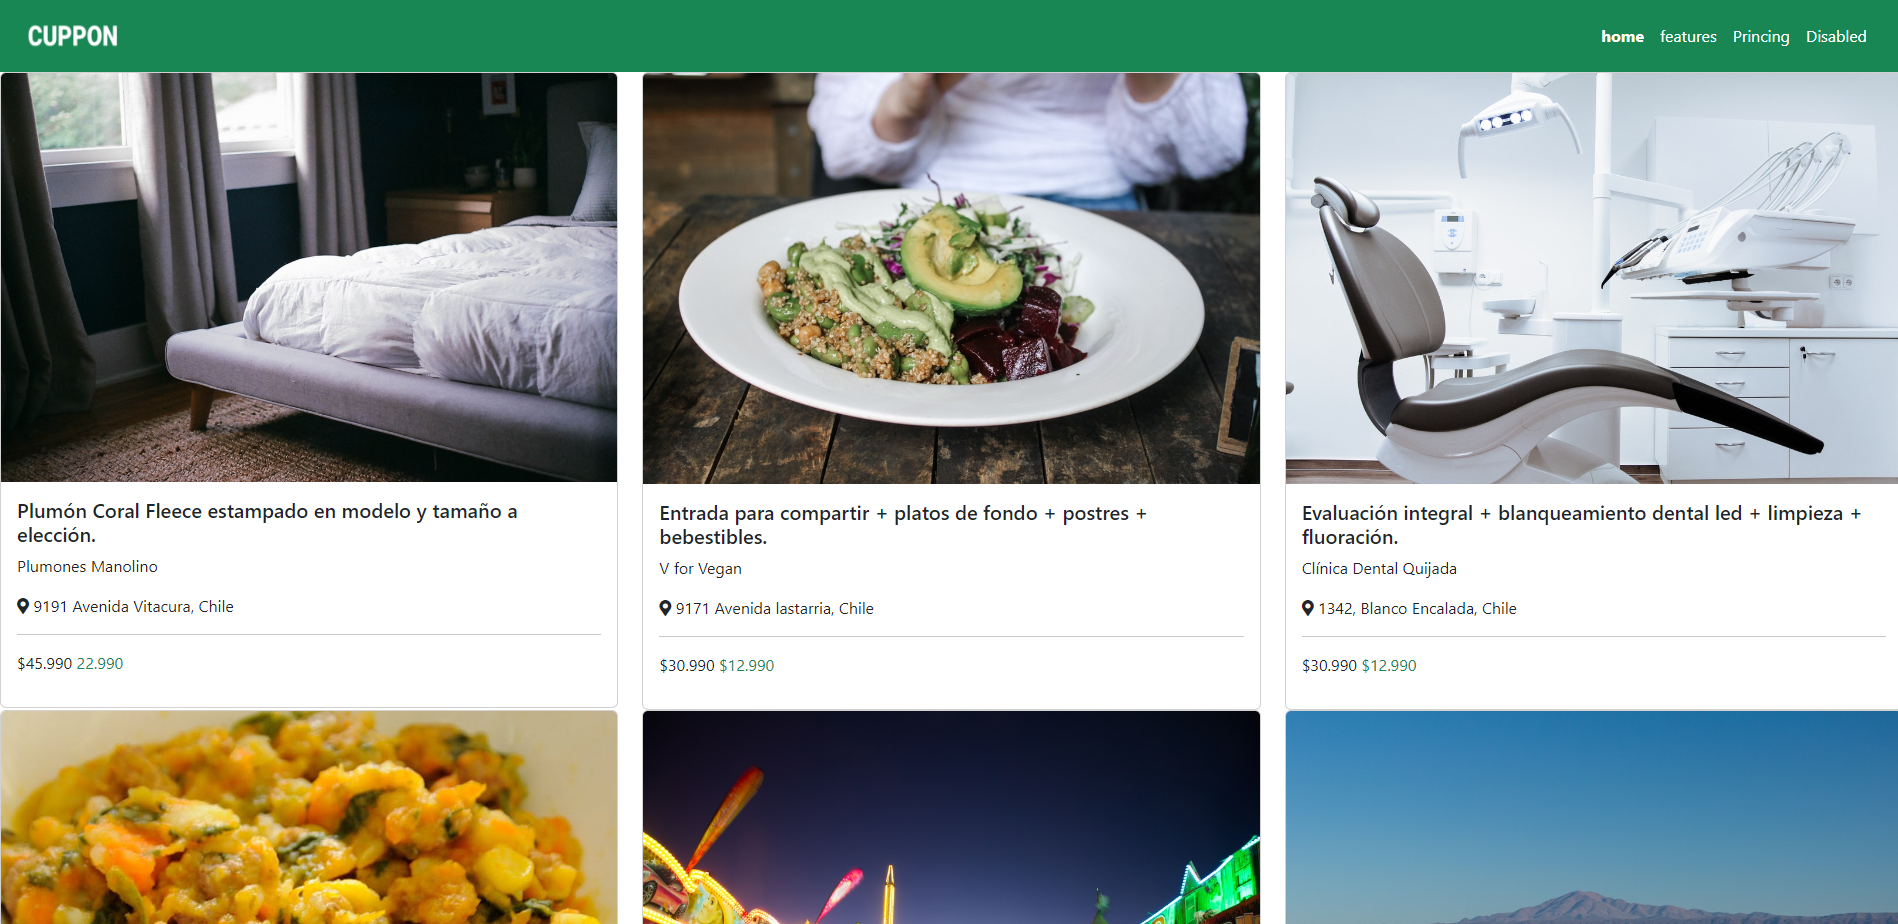 CUPPON
home features Princing Disabled
Plumón Coral Fleece estampado en modelo y tamaño a
elección.
Plumones Manolino
9191 Avenida Vitacura, Chile
$45.990 22.990
Entrada para compartir + platos de fondo + postres +
bebestibles.
V for Vegan
9171 Avenida lastarria, Chile
$30.990 $12.990
Evaluación integral + blanqueamiento dental led + limpieza +
fluoración.
Clínica Dental Quijada
1342, Blanco Encalada, Chile
$30.990 $12.990